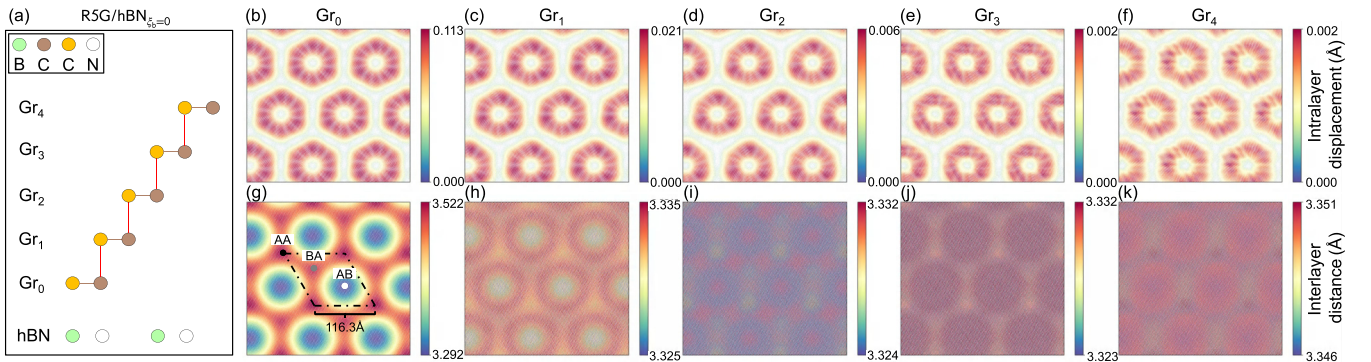 (a) R5G/hBN_{ξ_b=0}
B C C N
Gr₄
Gr₃
Gr₂
Gr₁
Gr₀
hBN
(b) Gr₀
0.113
0.000
(c) Gr₁
0.021
0.000
(d) Gr₂
0.006
0.000
(e) Gr₃
0.002
0.000
(f) Gr₄
0.002
0.000
Intralayer
displacement (Å)
(g)
AA
BA
AB
116.3Å
3.522
3.292
(h)
3.335
3.325
(i)
3.332
3.324
(j)
3.332
3.323
(k)
3.351
3.346
Interlayer
distance (Å)